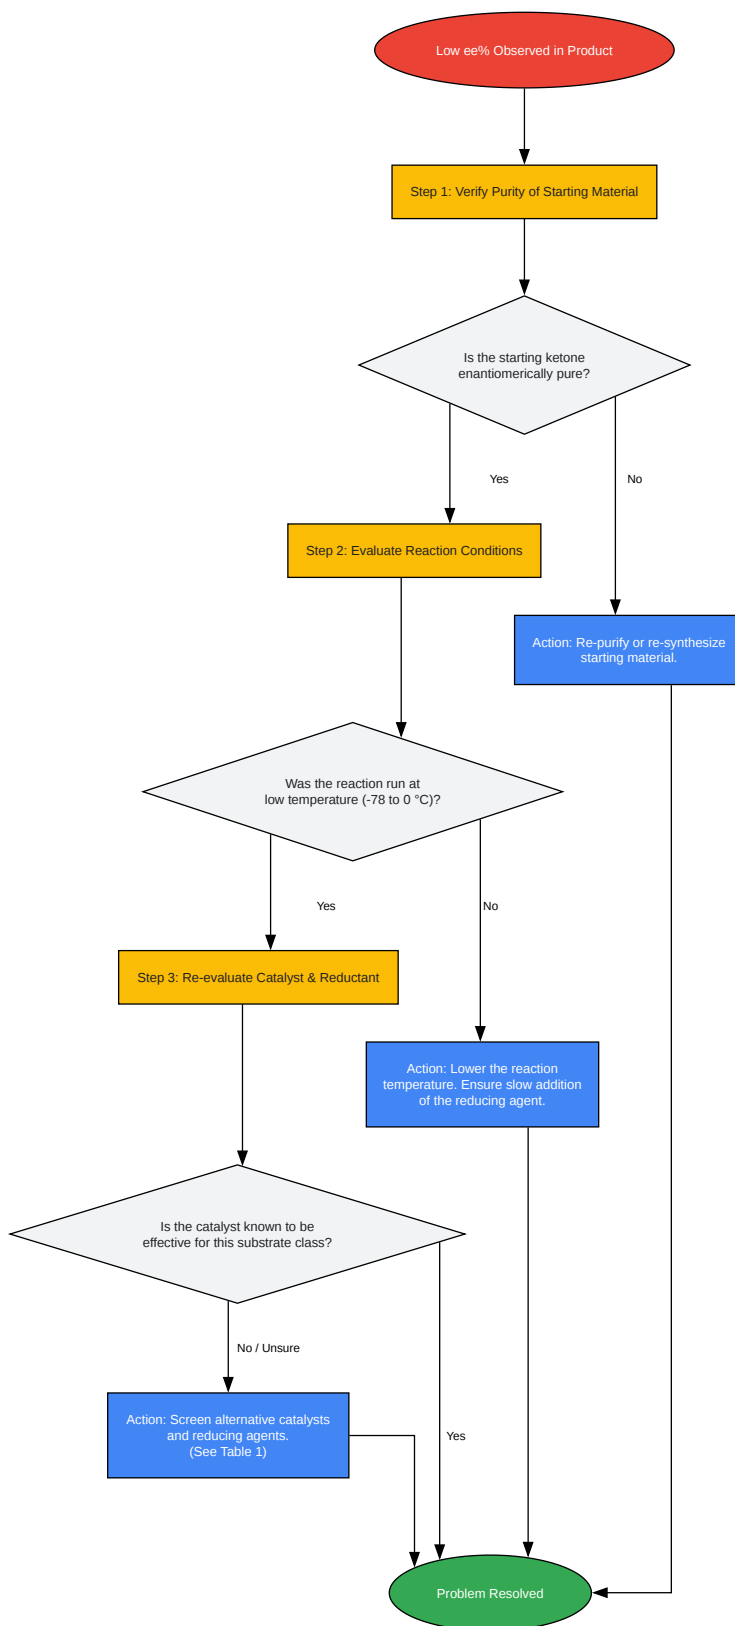 Low ee% Observed in Product
Step 1: Verify Purity of Starting Material
Is the starting ketone
enantiomerically pure?
Yes
No
Step 2: Evaluate Reaction Conditions
Action: Re-purify or re-synthesize
starting material.
Was the reaction run at
low temperature (-78 to 0 °C)?
Yes
No
Step 3: Re-evaluate Catalyst & Reductant
Action: Lower the reaction
temperature. Ensure slow addition
of the reducing agent.
Is the catalyst known to be
effective for this substrate class?
No / Unsure
Action: Screen alternative catalysts
and reducing agents.
(See Table 1)
Yes
Problem Resolved